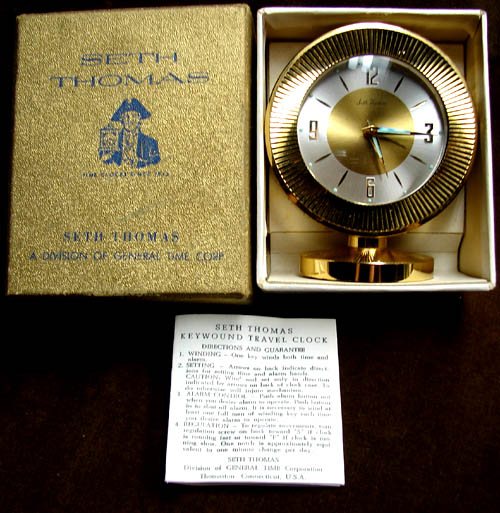 SETH
THOMAS
SETH THOMAS
A DIVISION OF GENERAL TIME CORP
12
9
3
6
Seth Thomas
SETH THOMAS
KEYWOUND TRAVEL CLOCK
DIRECTIONS AND GUARANTEE
1. WINDING - One key winds both time and
alarm.
2. SETTING - Arrows on back indicate direct-
ions for setting time and alarm hands.
CAUTION: Wind and set only in direction
indicated by arrows on back of clock case. To
do otherwise will injure mechanism.
3. ALARM CONTROL - Push alarm button out
when you desire alarm to operate. Push button
in to shut off alarm. It is necessary to wind at
least one full turn of winding key each time
you desire alarm to operate.
4. REGULATION - To regulate movements, turn
regulation screw on back toward "S" if clock
is running fast or toward "F" if clock is run-
ning slow. One notch is approximately equi-
valent to one minute change per day.
SETH THOMAS
Division of GENERAL TIME Corporation
Thomaston, Connecticut, U.S.A.